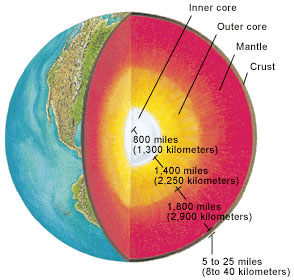 Inner core
Outer core
Mantle
Crust
800 miles
(1,300 kilometers)
1,400 miles
(2,250 kilometers)
1,800 miles
(2,900 kilometers)
5 to 25 miles
(8to 40 kilometers)